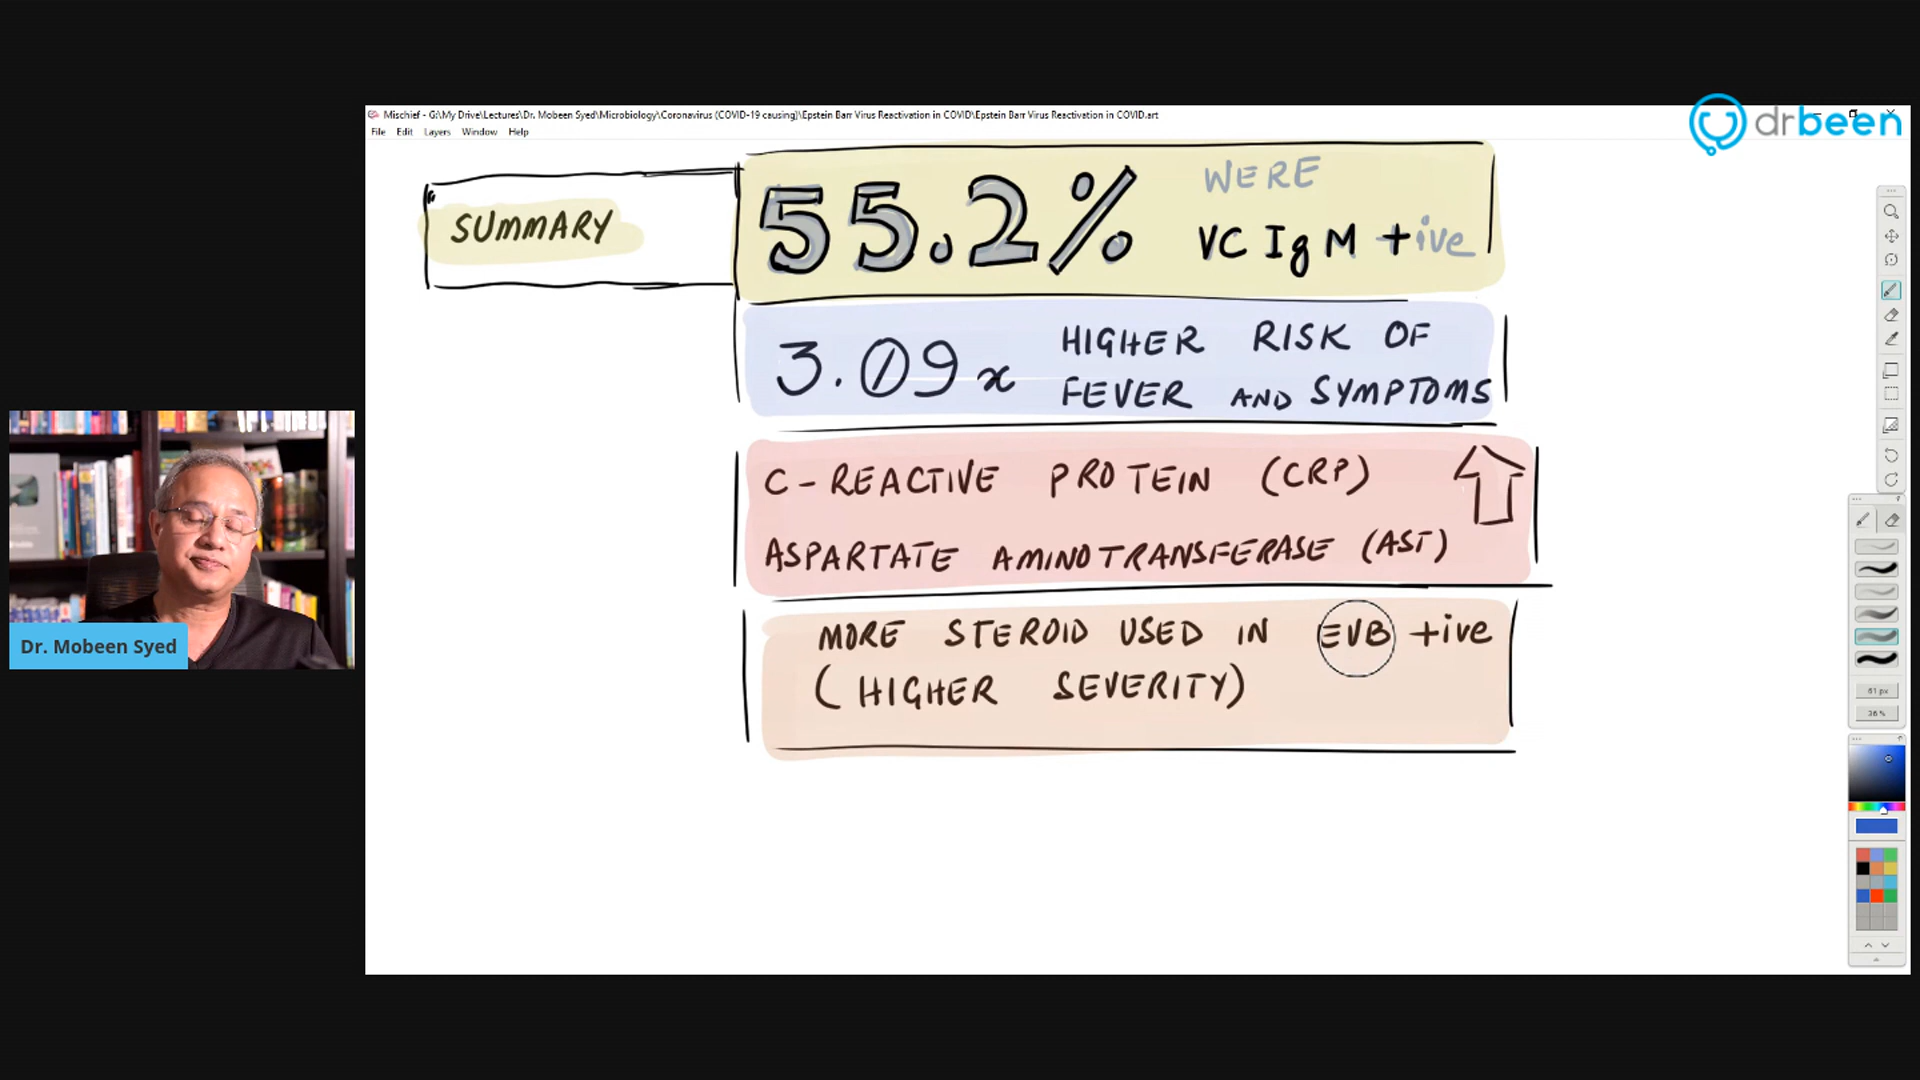 Mischief - G:\My Drive\Lectures\Dr. Mobeen Syed\Microbiology\Coronavirus (COVID-19 causing)\Epstein Barr Virus Reactivation in COVID\Epstein Barr Virus Reactivation in COVID.art
File Edit Layers Window Help
drbeen
SUMMARY
55.2% WERE
VC IgM +ive
3.09x HIGHER RISK OF
FEVER AND SYMPTOMS
C-REACTIVE PROTEIN (CRP)
ASPARTATE AMINOTRANSFERASE (AST)
MORE STEROID USED IN EVB +ive
(HIGHER SEVERITY)
Dr. Mobeen Syed
61 px
36%